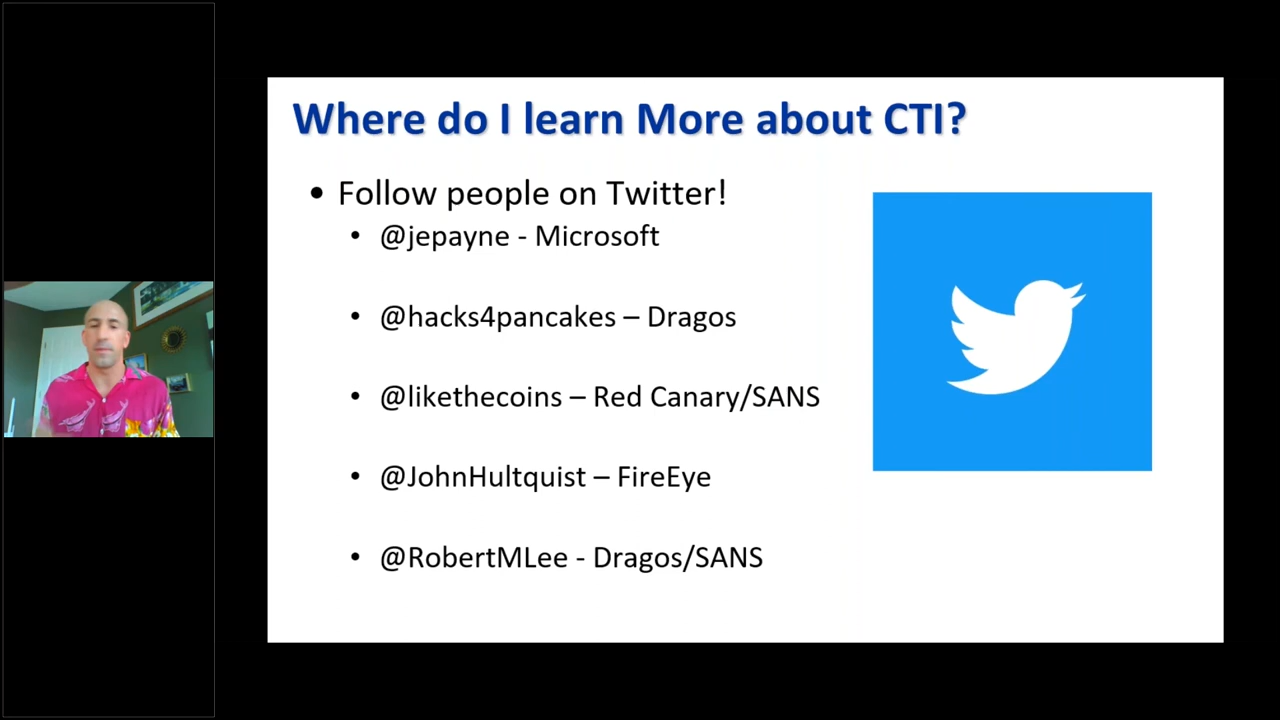 Where do I learn More about CTI?
• Follow people on Twitter!
• @jepayne - Microsoft
• @hacks4pancakes – Dragos
• @likethecoins – Red Canary/SANS
• @JohnHultquist – FireEye
• @RobertMLee - Dragos/SANS